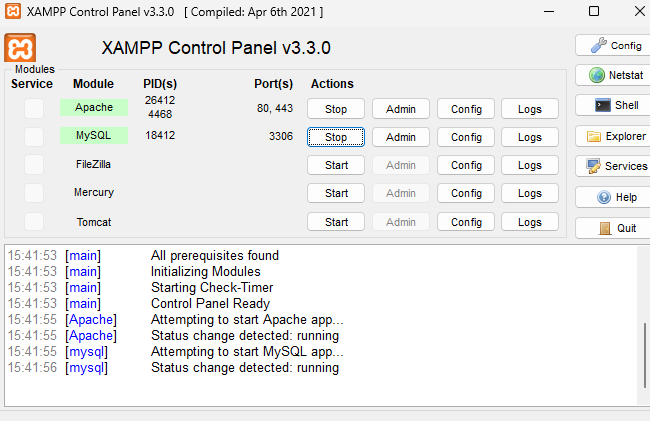 XAMPP Control Panel v3.3.0 [ Compiled: Apr 6th 2021 ]
XAMPP Control Panel v3.3.0
Config
Modules
Service Module PID(s) Port(s) Actions
Netstat
Apache 26412 4468 80, 443 Stop Admin Config Logs
Shell
MySQL 18412 3306 Stop Admin Config Logs
Explorer
FileZilla Start Admin Config Logs
Services
Mercury Start Admin Config Logs
Help
Tomcat Start Admin Config Logs
Quit
15:41:53 [main] All prerequisites found
15:41:53 [main] Initializing Modules
15:41:53 [main] Starting Check-Timer
15:41:53 [main] Control Panel Ready
15:41:55 [Apache] Attempting to start Apache app...
15:41:55 [Apache] Status change detected: running
15:41:55 [mysql] Attempting to start MySQL app...
15:41:56 [mysql] Status change detected: running